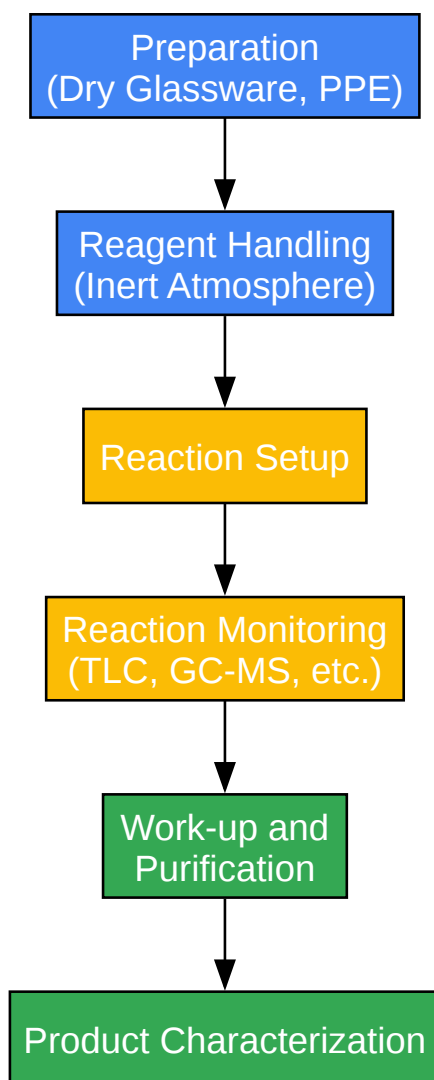 Preparation
(Dry Glassware, PPE)
Reagent Handling
(Inert Atmosphere)
Reaction Setup
Reaction Monitoring
(TLC, GC-MS, etc.)
Work-up and
Purification
Product Characterization